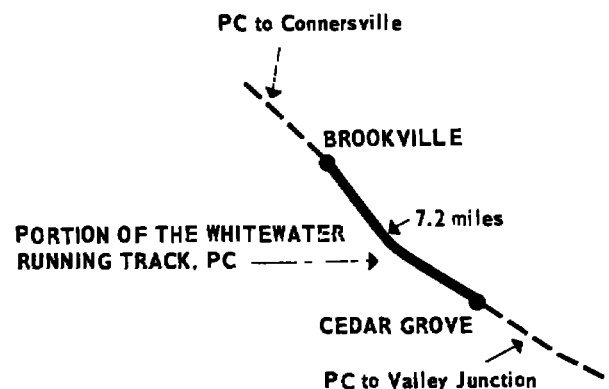 PC to Connersville
BROOKVILLE
7.2 miles
PORTION OF THE WHITEWATER
RUNNING TRACK, PC
CEDAR GROVE
PC to Valley Junction